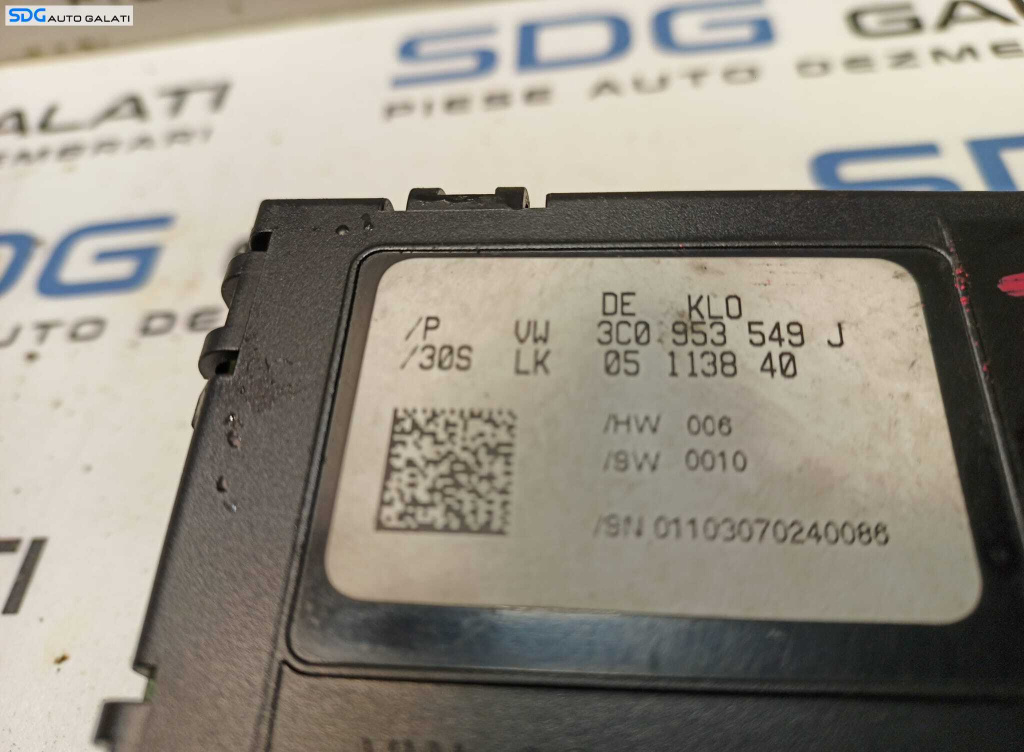 SDG AUTO GALATI
SDG GA
PIESE AUTO DEZME
ALATI
EZMERARI
SDG
DG
UTO DE
DE KLO
/P VW 3C0 953 549 J
/30S LK 05 1138 40
/HW 006
/SW 0010
/SN 01103070240086